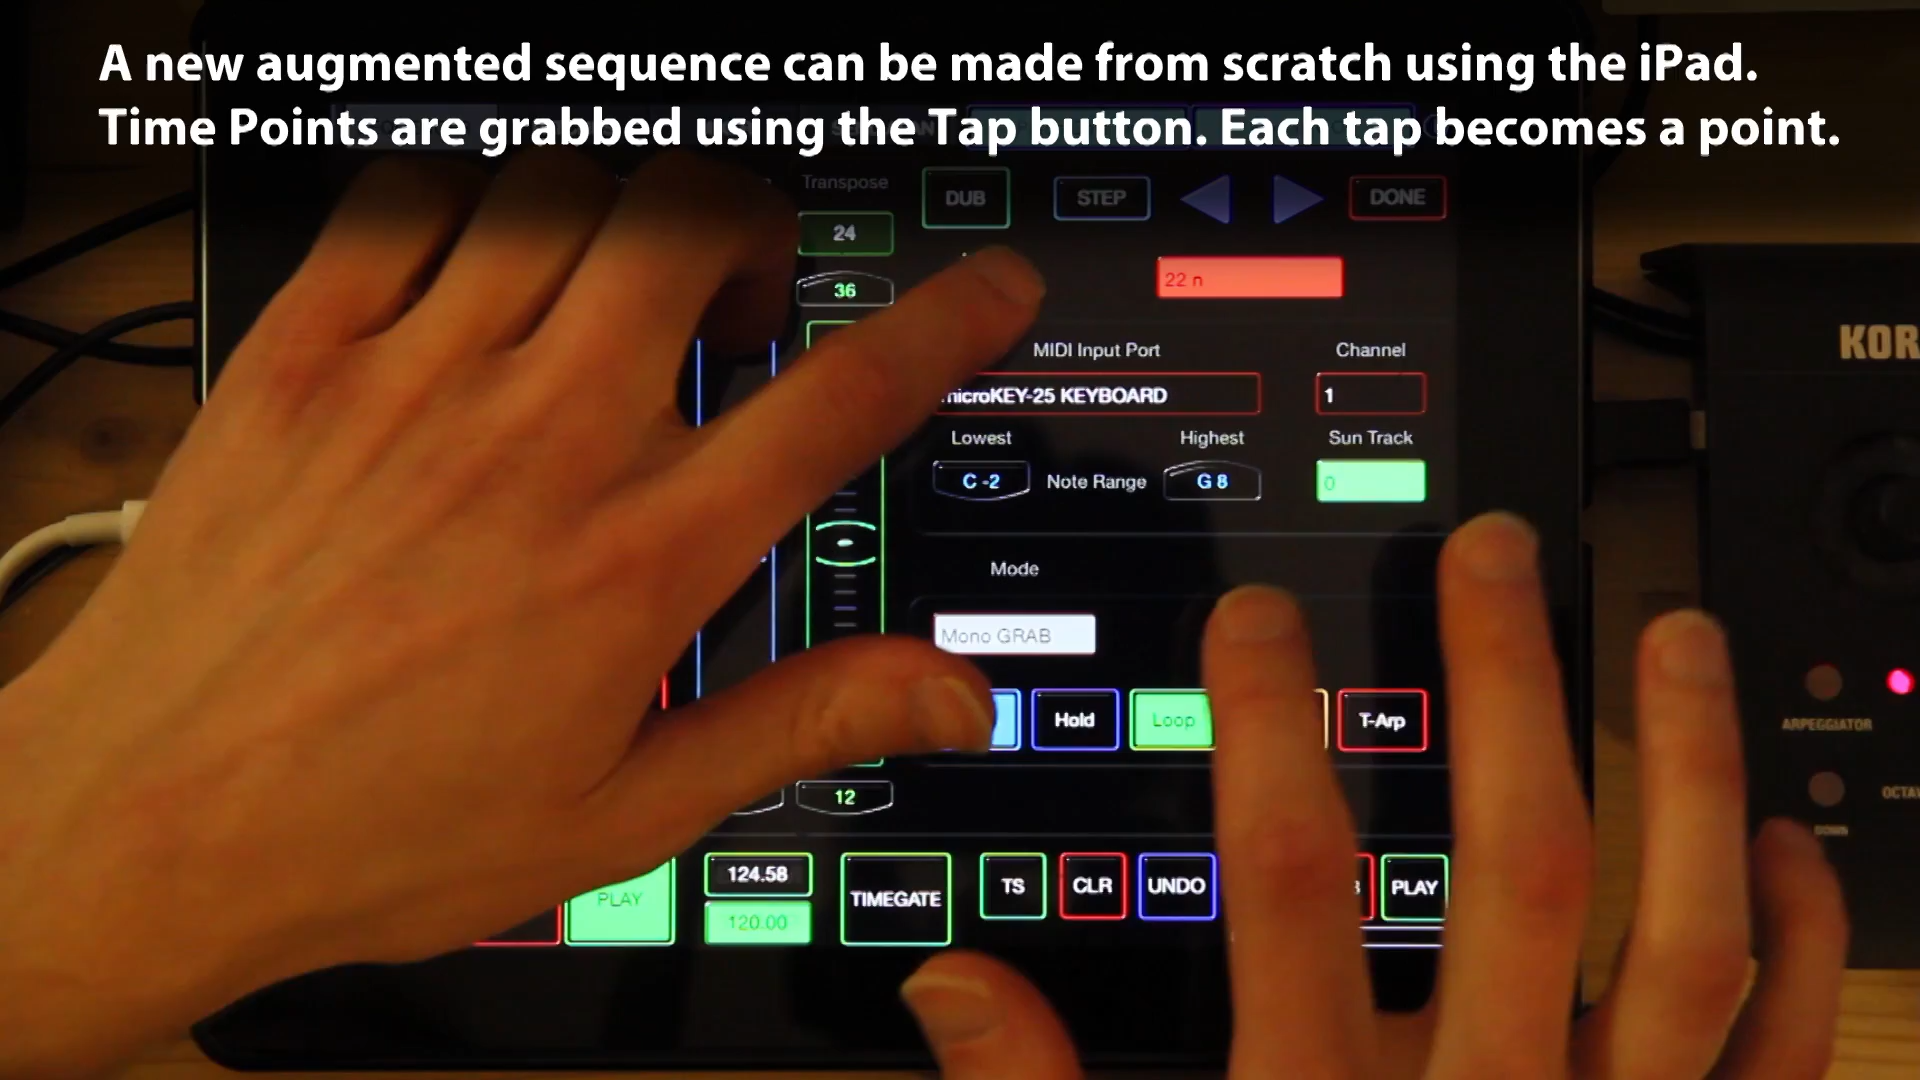 A new augmented sequence can be made from scratch using the iPad.
Time Points are grabbed using the Tap button. Each tap becomes a point.
Transpose
DUB
STEP
DONE
24
36
22 n
KOR
MIDI Input Port
Channel
microKEY-25 KEYBOARD
1
Lowest
Highest
Sun Track
C -2
Note Range
G 8
0
Mode
Mono GRAB
Hold
Loop
T-Arp
ARPEGGIATOR
12
OCTAV
DOWN
124.58
PLAY
TIMEGATE
TS
CLR
UNDO
PLAY
120.00